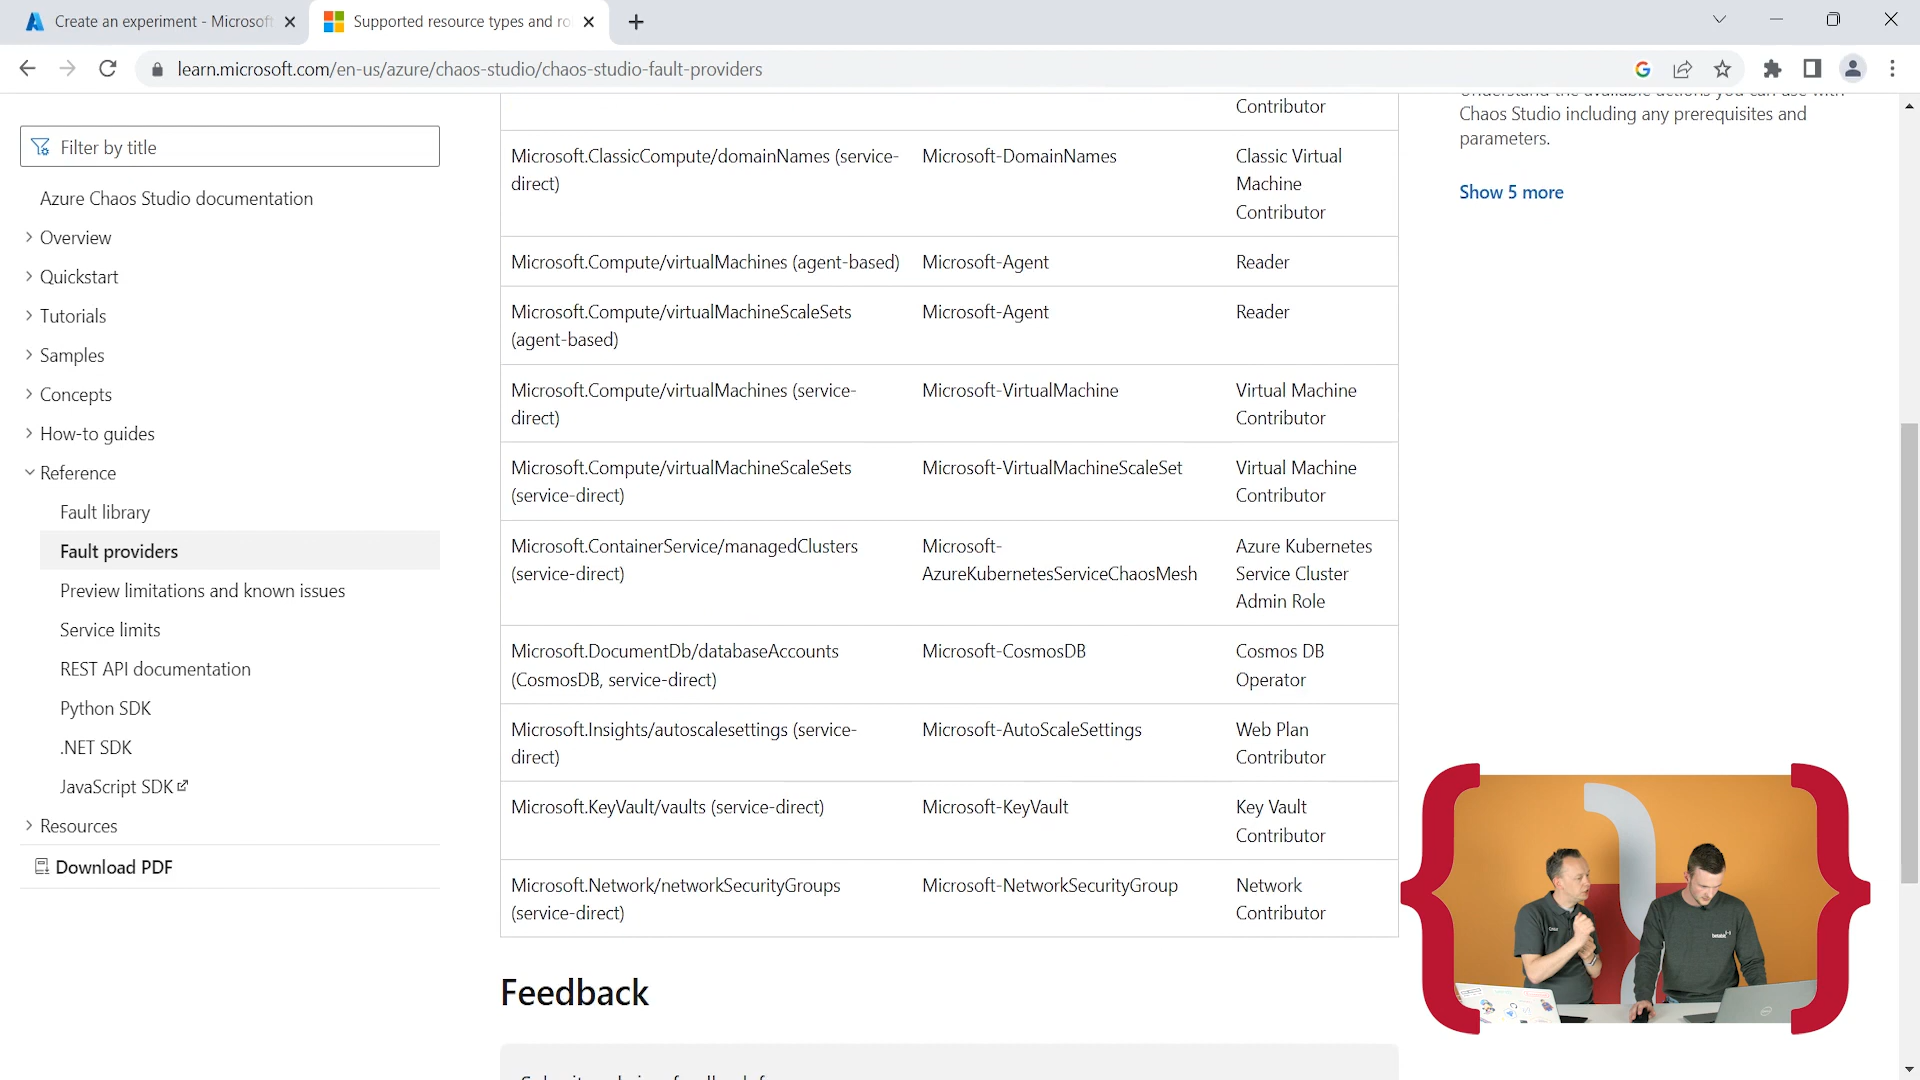 Create an experiment - Microsoft
Supported resource types and ro
learn.microsoft.com/en-us/azure/chaos-studio/chaos-studio-fault-providers
Filter by title
Azure Chaos Studio documentation
Overview
Quickstart
Tutorials
Samples
Concepts
How-to guides
Reference
Fault library
Fault providers
Preview limitations and known issues
Service limits
REST API documentation
Python SDK
.NET SDK
JavaScript SDK
Resources
Download PDF
Contributor
Microsoft.ClassicCompute/domainNames (service-
direct)
Microsoft-DomainNames
Classic Virtual
Machine
Contributor
Microsoft.Compute/virtualMachines (agent-based)
Microsoft-Agent
Reader
Microsoft.Compute/virtualMachineScaleSets
(agent-based)
Microsoft-Agent
Reader
Microsoft.Compute/virtualMachines (service-
direct)
Microsoft-VirtualMachine
Virtual Machine
Contributor
Microsoft.Compute/virtualMachineScaleSets
(service-direct)
Microsoft-VirtualMachineScaleSet
Virtual Machine
Contributor
Microsoft.ContainerService/managedClusters
(service-direct)
Microsoft-
AzureKubernetesServiceChaosMesh
Azure Kubernetes
Service Cluster
Admin Role
Microsoft.DocumentDb/databaseAccounts
(CosmosDB, service-direct)
Microsoft-CosmosDB
Cosmos DB
Operator
Microsoft.Insights/autoscalesettings (service-
direct)
Microsoft-AutoScaleSettings
Web Plan
Contributor
Microsoft.KeyVault/vaults (service-direct)
Microsoft-KeyVault
Key Vault
Contributor
Microsoft.Network/networkSecurityGroups
(service-direct)
Microsoft-NetworkSecurityGroup
Network
Contributor
Feedback
Understand the available actions you can use with
Chaos Studio including any prerequisites and
parameters.
Show 5 more